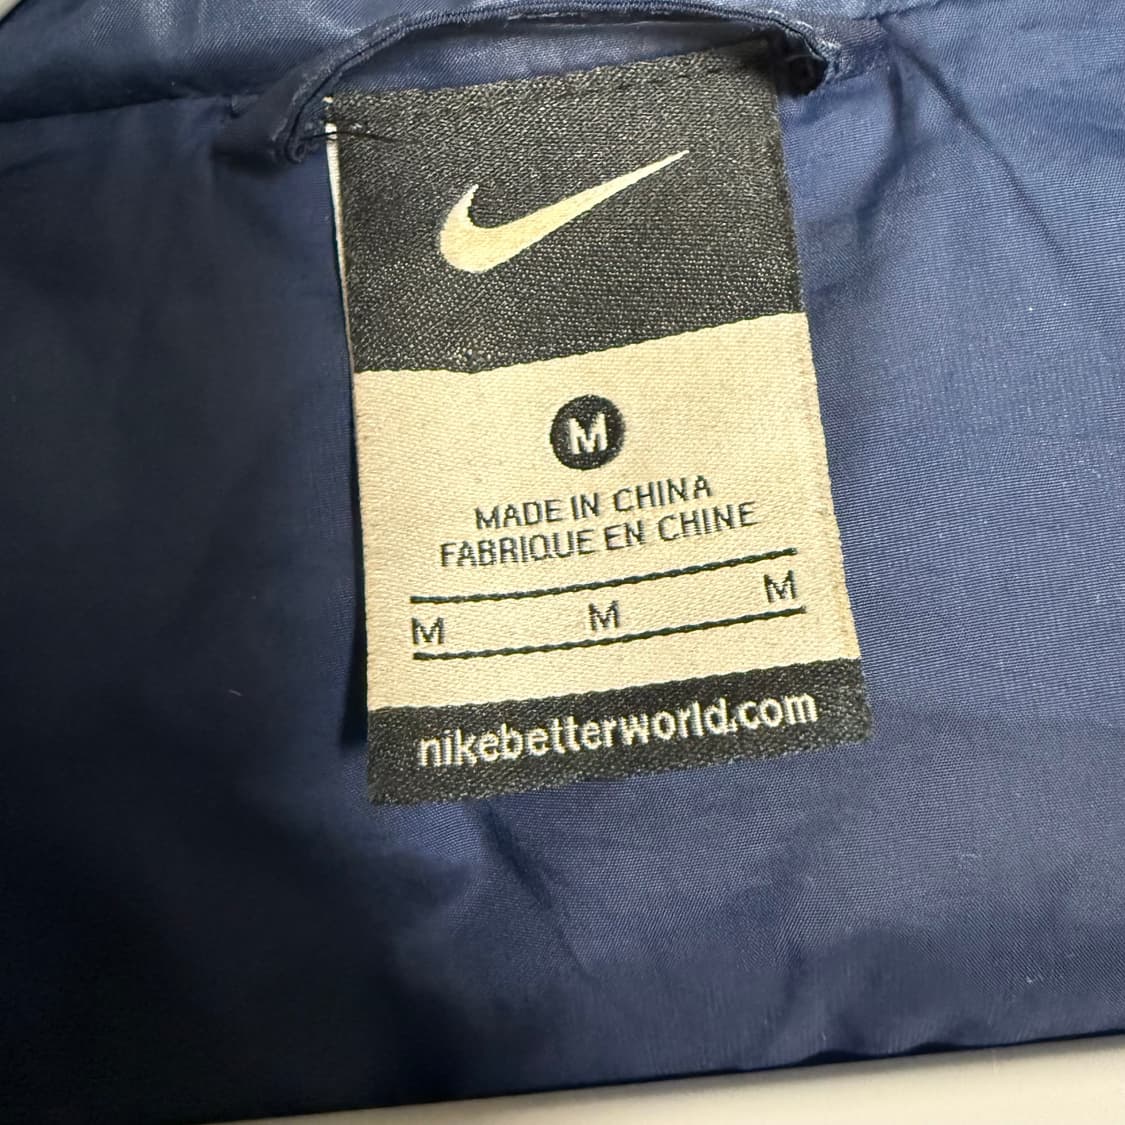 M
MADE IN CHINA
FABRIQUE EN CHINE
M M M
nikebetterworld.com